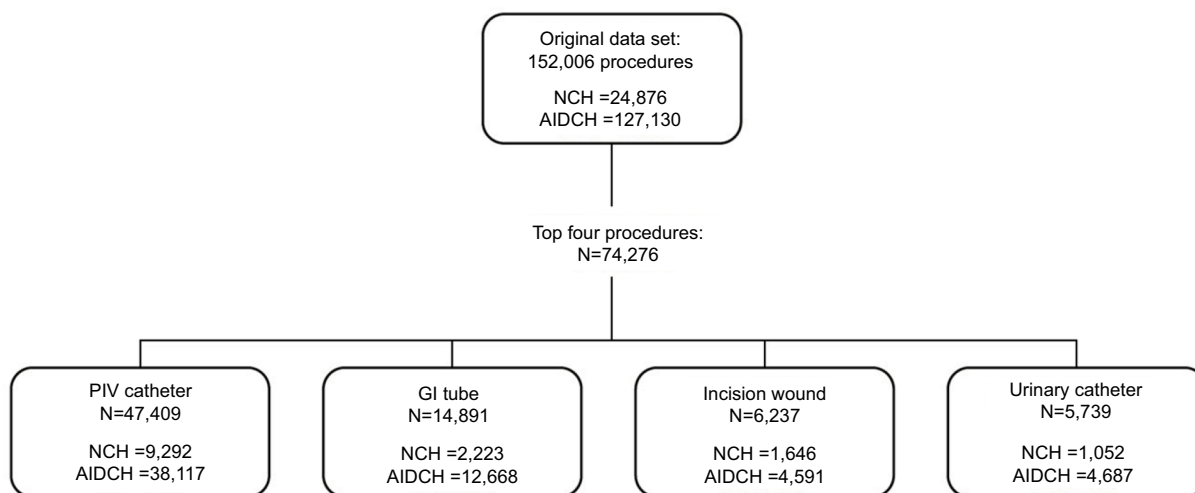 Original data set:
152,006 procedures
NCH =24,876
AIDCH =127,130
Top four procedures:
N=74,276
PIV catheter
N=47,409
NCH =9,292
AIDCH =38,117
GI tube
N=14,891
NCH =2,223
AIDCH =12,668
Incision wound
N=6,237
NCH =1,646
AIDCH =4,591
Urinary catheter
N=5,739
NCH =1,052
AIDCH =4,687